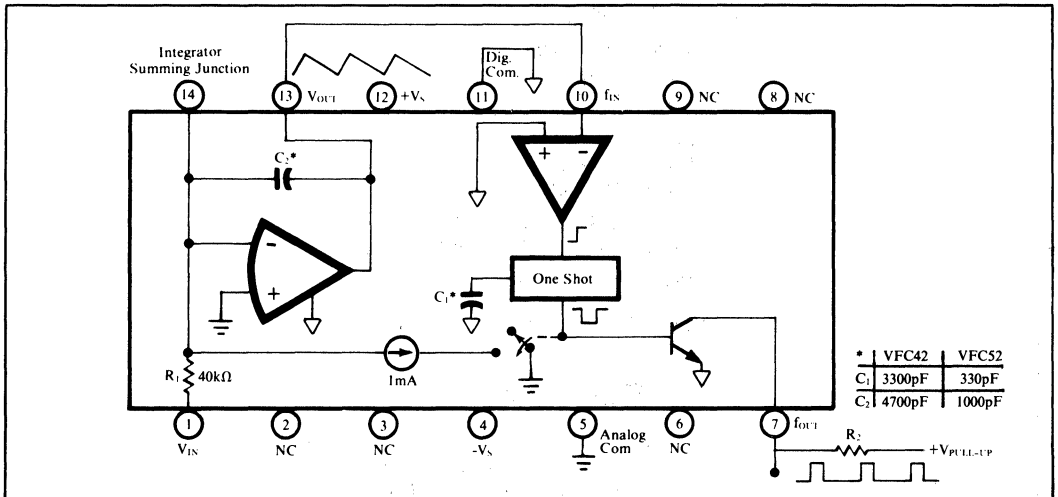 Integrator
Summing Junction
Dig.
Com.
14
13
VOUT
12
+VS
11
10
fIN
9
NC
8
NC
C2*
+
-
-
+
One Shot
C1*
R1
40kΩ
1mA
* VFC42 VFC52
C1 3300pF 330pF
C2 4700pF 1000pF
1
2
3
4
5
Analog
Com
6
7
fOUT
VIN
NC
NC
-VS
NC
R2
+VPULL-UP